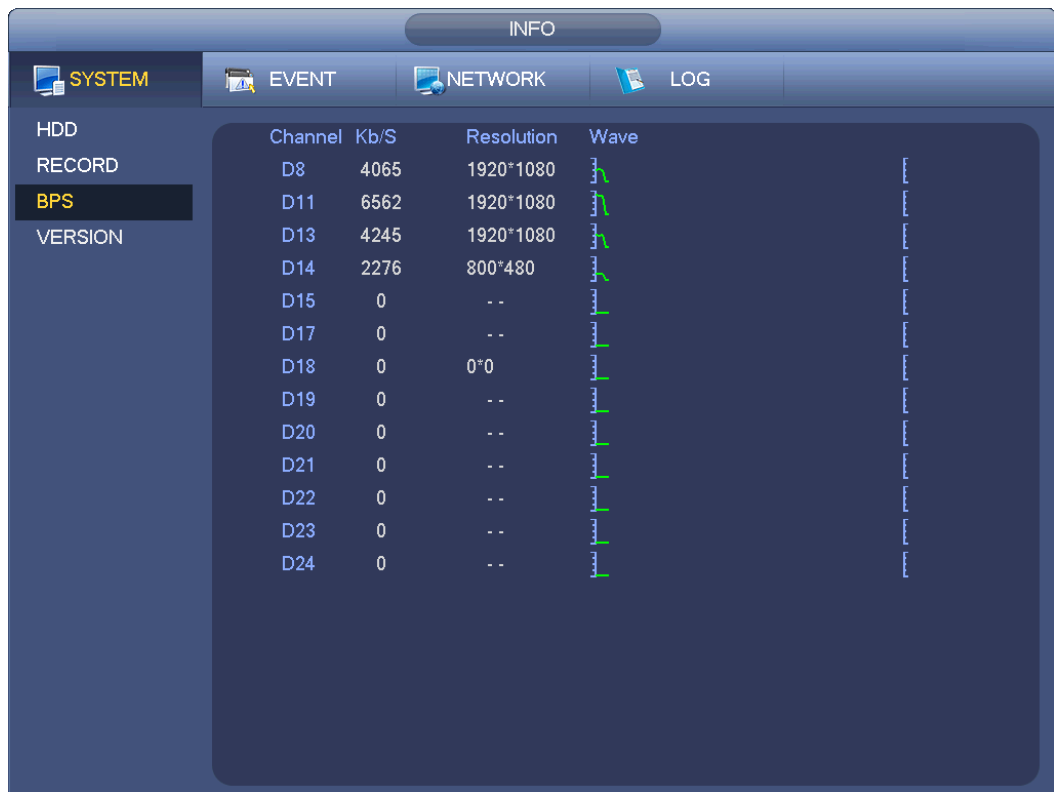 INFO
SYSTEM EVENT NETWORK LOG
HDD
RECORD
BPS
VERSION
Channel Kb/S Resolution Wave
D8 4065 1920*1080
D11 6562 1920*1080
D13 4245 1920*1080
D14 2276 800*480
D15 0 - -
D17 0 - -
D18 0 0*0
D19 0 - -
D20 0 - -
D21 0 - -
D22 0 - -
D23 0 - -
D24 0 - -